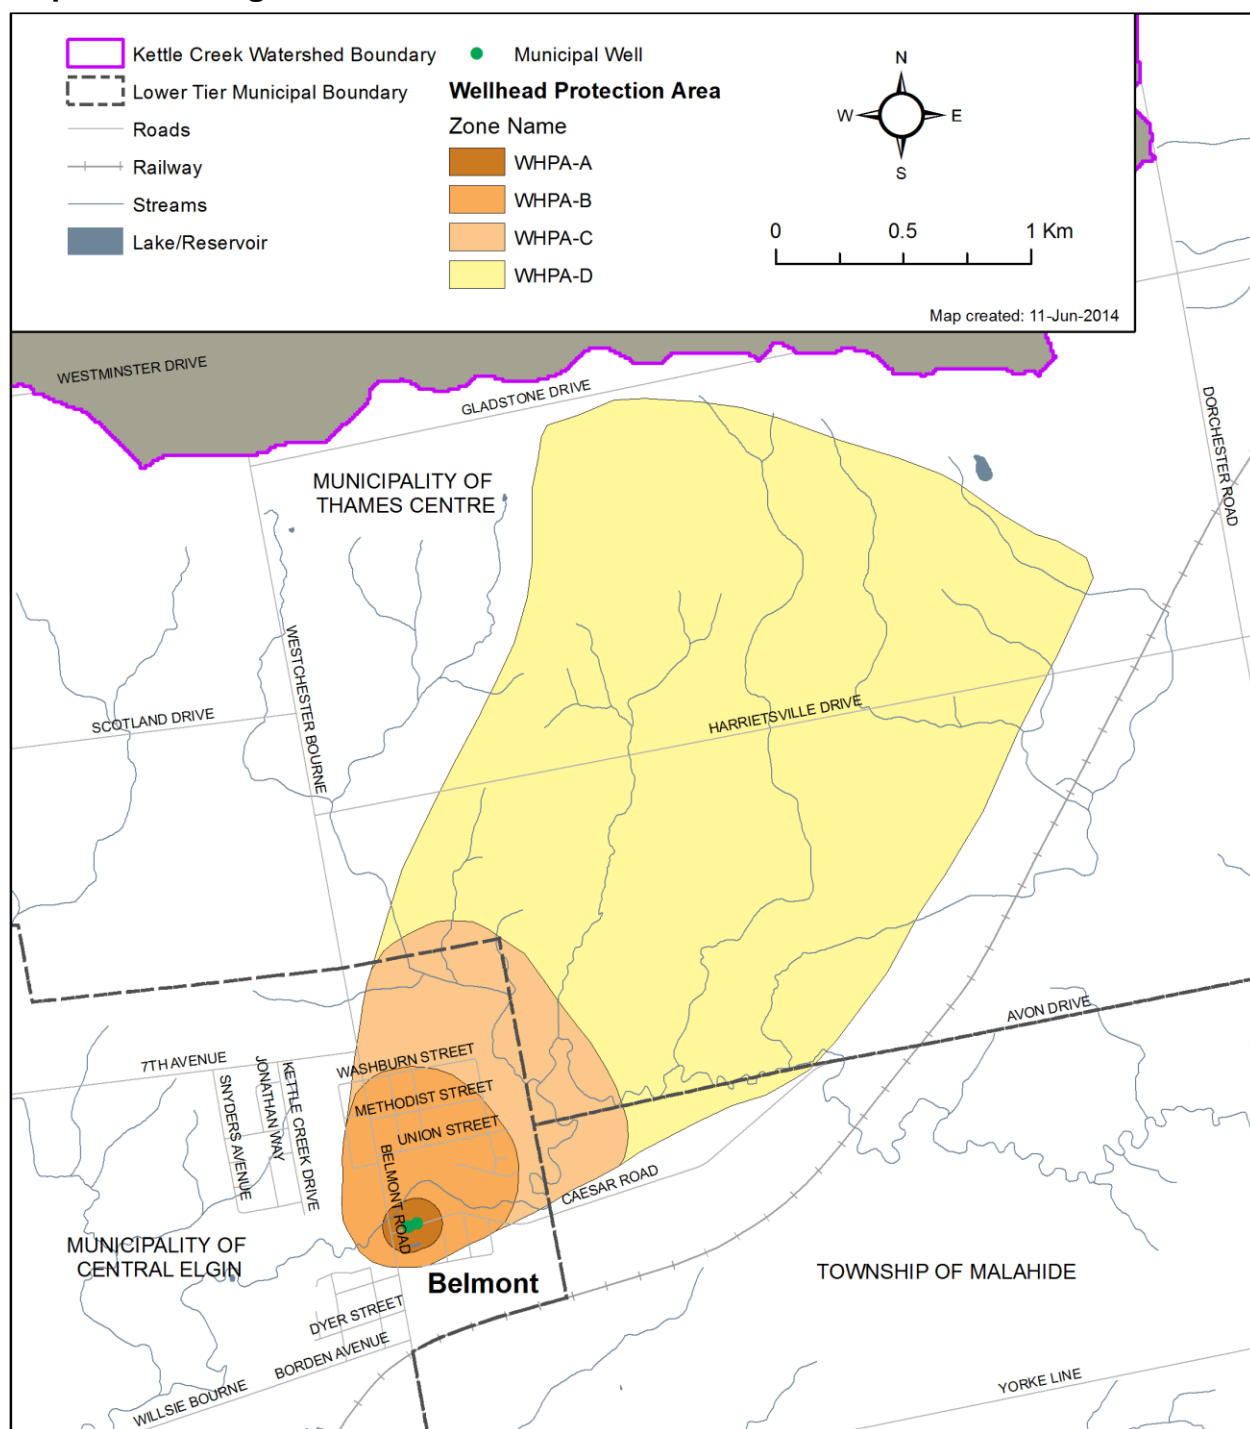 Kettle Creek Watershed Boundary
Lower Tier Municipal Boundary
Roads
Railway
Streams
Lake/Reservoir
Municipal Well
Wellhead Protection Area
Zone Name
WHPA-A
WHPA-B
WHPA-C
WHPA-D
N
W E
S
0 0.5 1 Km
Map created: 11-Jun-2014
WESTMINSTER DRIVE
GLADSTONE DRIVE
DORCHESTER ROAD
MUNICIPALITY OF
THAMES CENTRE
WESTCHESTER BOURNE
SCOTLAND DRIVE
HARRIETSVILLE DRIVE
AVON DRIVE
7TH AVENUE
WASHBURN STREET
METHODIST STREET
UNION STREET
SNYDERS AVENUE
JONATHAN WAY
KETTLE CREEK DRIVE
BELMONT ROAD
CAESAR ROAD
MUNICIPALITY OF
CENTRAL ELGIN
Belmont
TOWNSHIP OF MALAHIDE
DYER STREET
BORDEN AVENUE
WILLSIE BOURNE
YORKE LINE